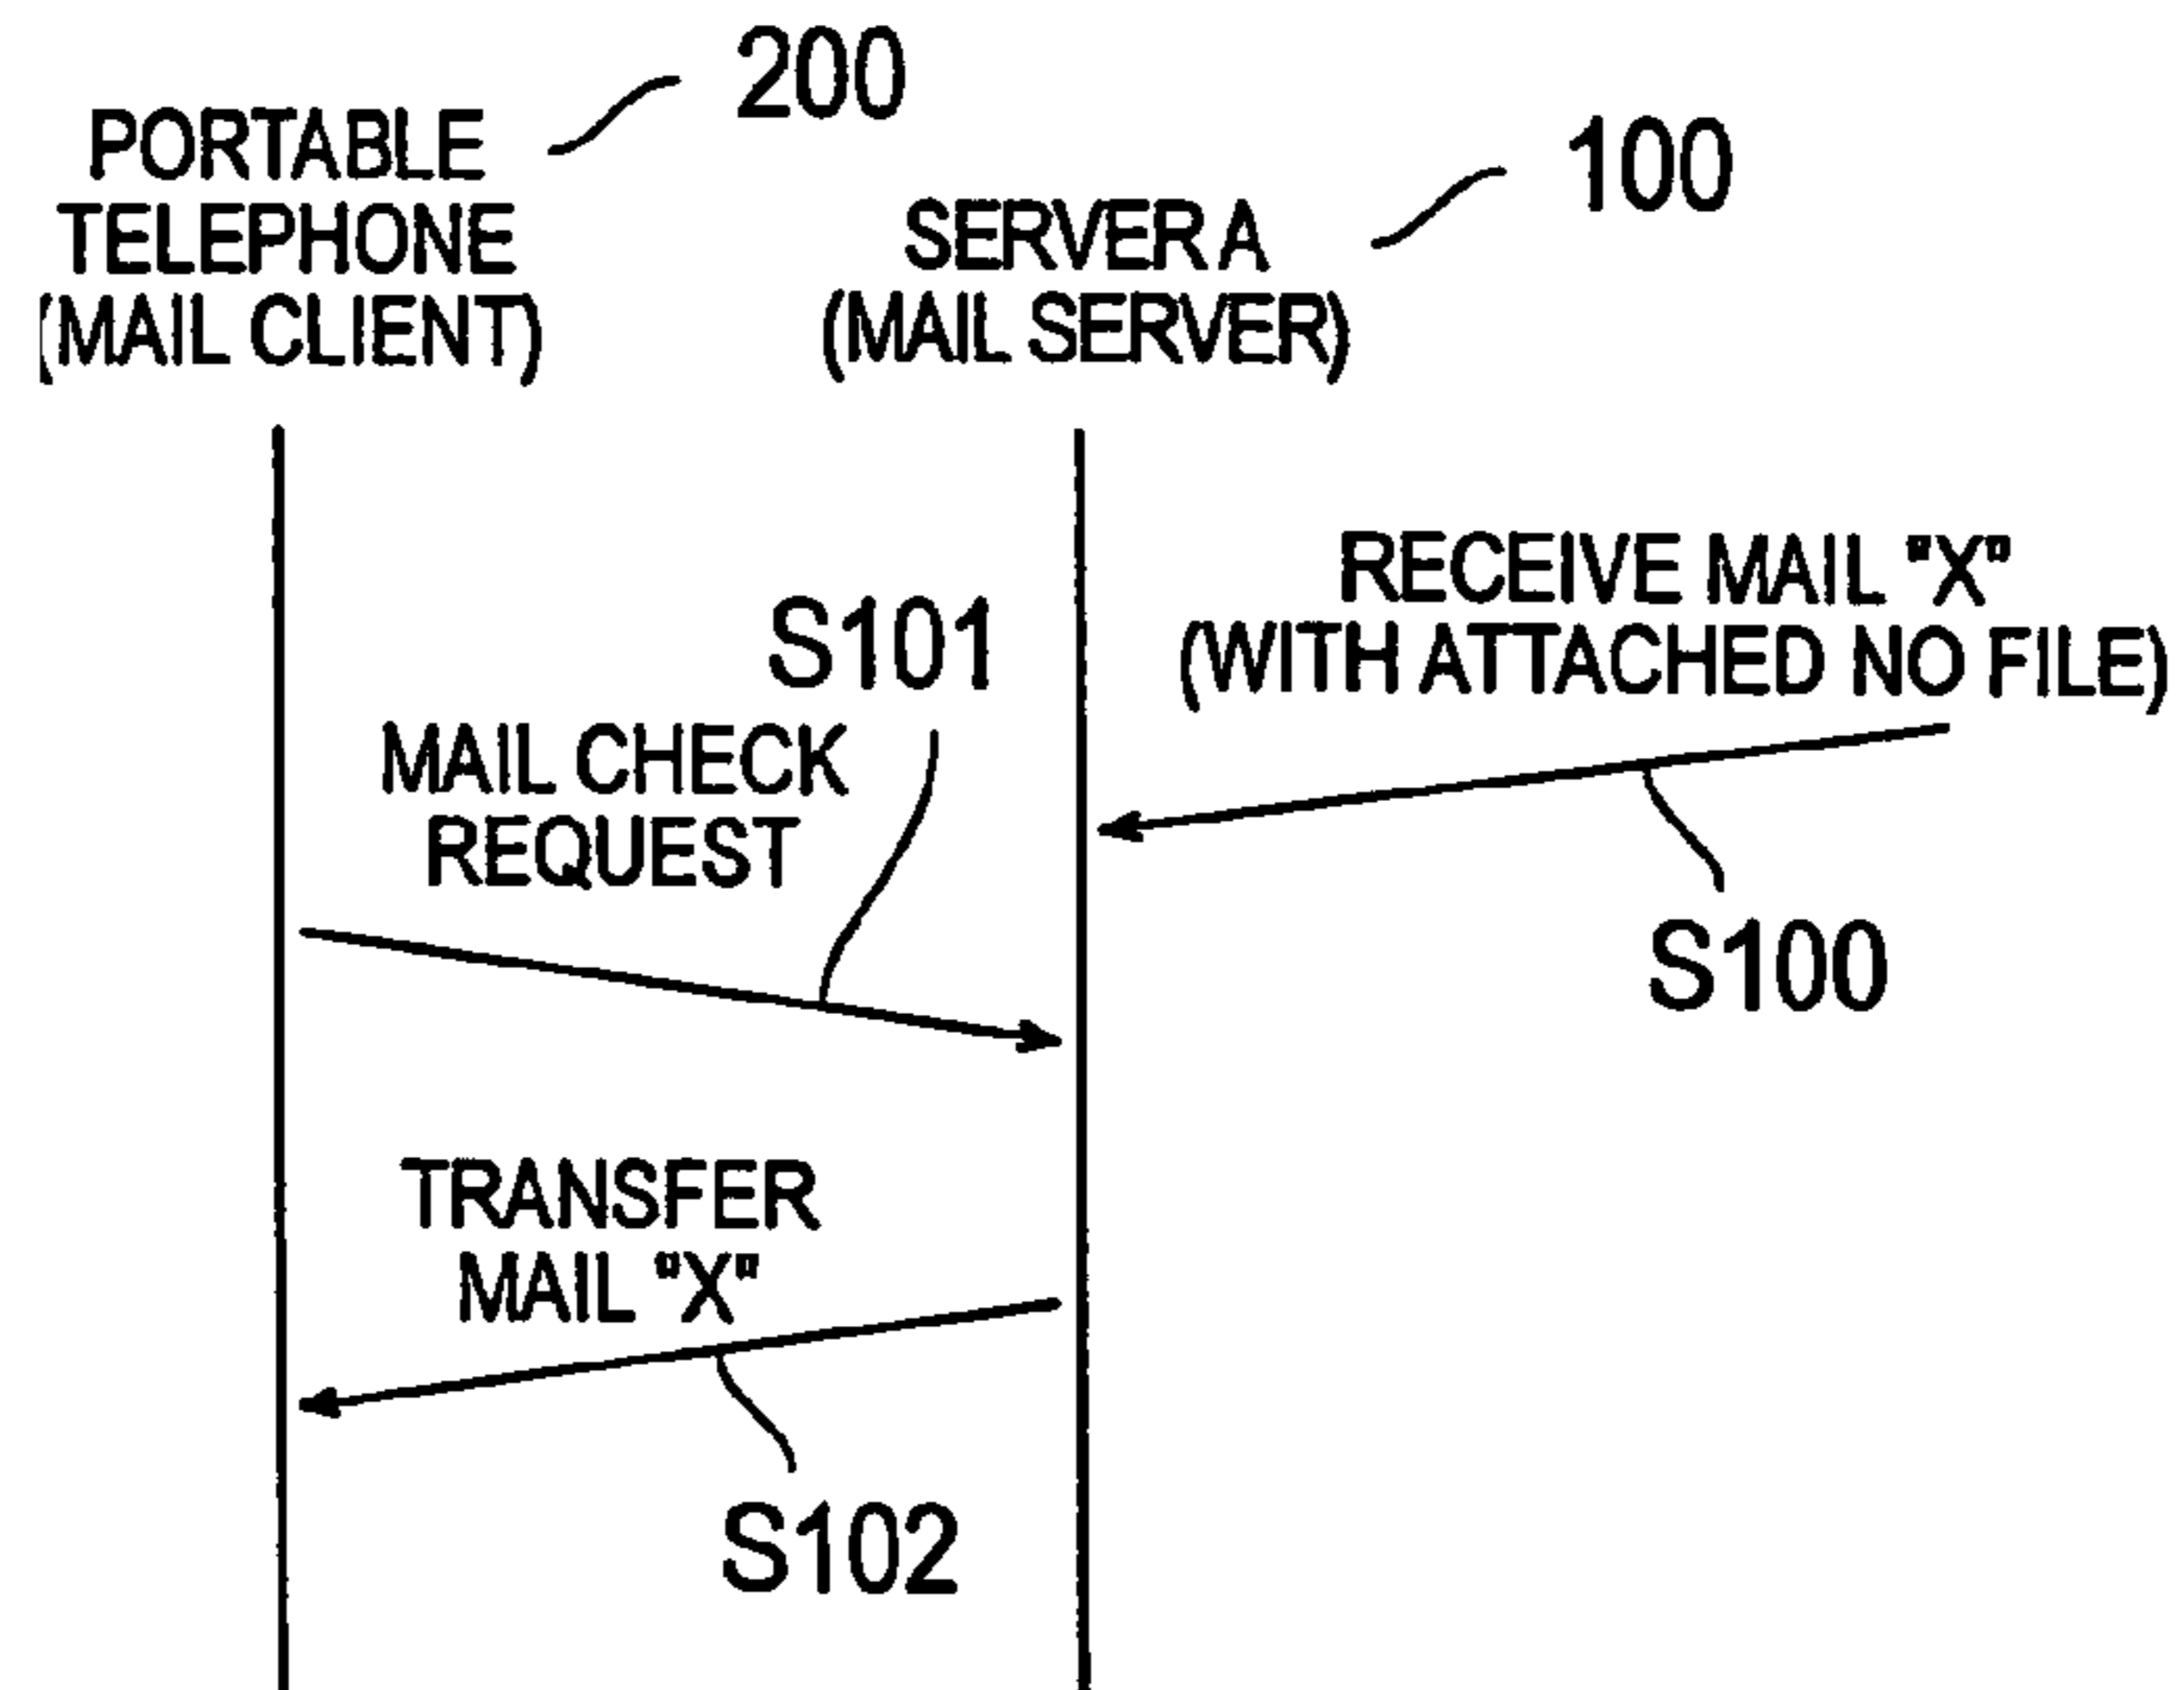 200
PORTABLE
TELEPHONE
(MAIL CLIENT)
100
SERVER A
(MAIL SERVER)
RECEIVE MAIL "X"
(WITH ATTACHED NO FILE)
S100
S101
MAIL CHECK
REQUEST
TRANSFER
MAIL "X"
S102